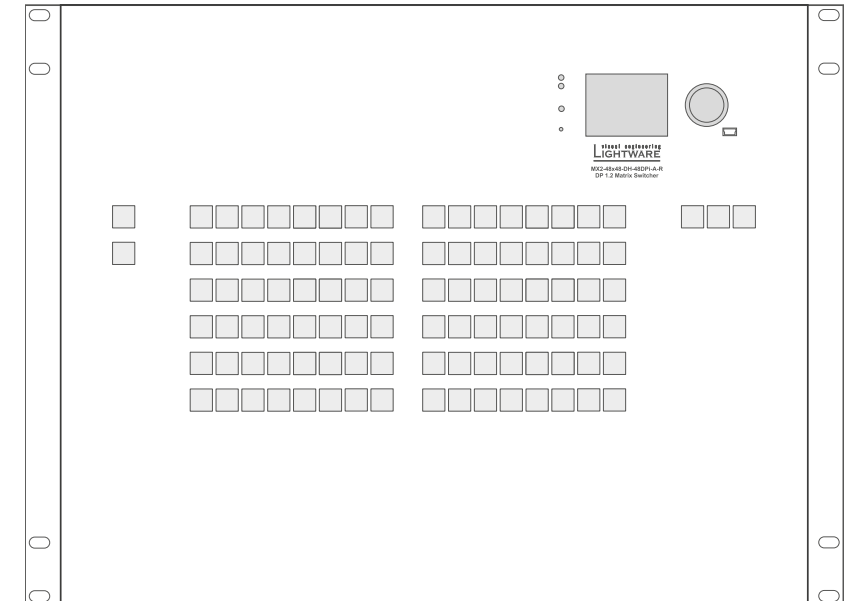 visual engineering
LIGHTWARE
MX2-48x48-DH-48DPi-A-R
DP 1.2 Matrix Switcher